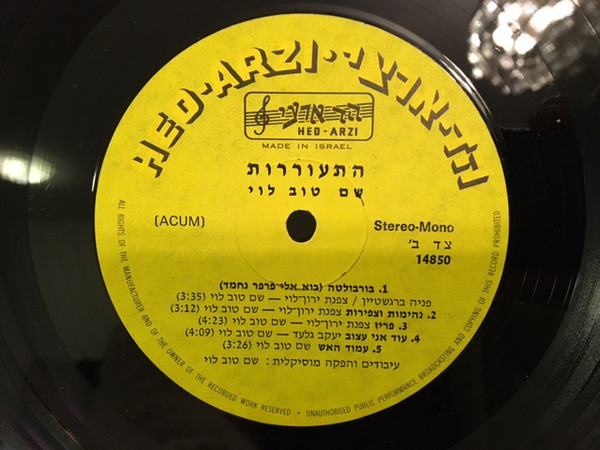 HED-ARZI·הד-ארצי
הד ארצי
HED-ARZI
MADE IN ISRAEL
התעוררות
שם טוב לוי
(ACUM)
Stereo-Mono
צד ב'
14850
1. בורבולטה (בוא אלי פרפר נחמד)
פניה ברגשטיין / צפנת ירון־לוי — שם טוב לוי (3:35)
2. נהימות וצפירות צפנת ירון־לוי — שם טוב לוי (3:12)
3. פריז צפנת ירון־לוי — שם טוב לוי (4:23)
4. עוד אני עצוב יעקב גלעד — שם טוב לוי (4:09)
5. עמוד האש שם טוב לוי (3:26)
עיבודים והפקה מוסיקלית : שם טוב לוי
ALL RIGHTS OF THE MANUFACTURER AND OF THE OWNER OF THE RECORDED WORK RESERVED • UNAUTHORISED PUBLIC PERFORMANCE BROADCASTING AND COPYING OF THIS RECORD PROHIBITED